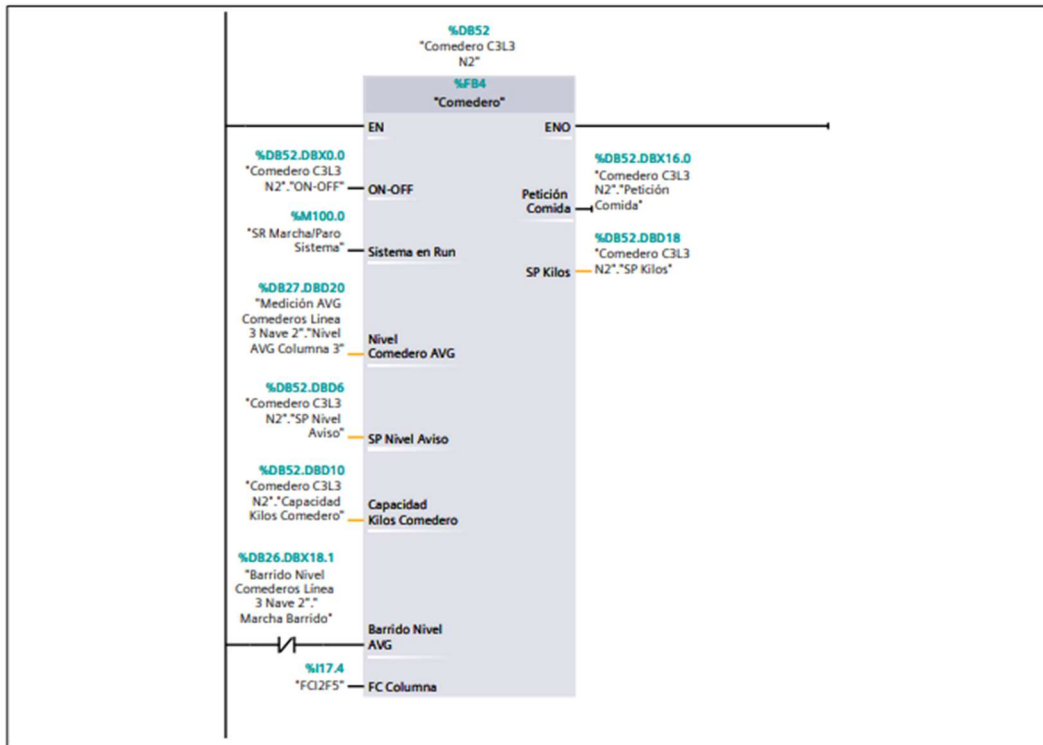 %DB52
"Comedero C3L3
N2"
%FB4
"Comedero"
EN
ENO
%DB52.DBX0.0
"Comedero C3L3
N2"."ON-OFF"
ON-OFF
%DB52.DBX16.0
"Comedero C3L3
N2"."Petición
Comida"
Petición
Comida
%M100.0
"SR Marcha/Paro
Sistema"
Sistema en Run
%DB52.DBD18
"Comedero C3L3
N2"."SP Kilos"
SP Kilos
%DB27.DBD20
"Medición AVG
Comederos Linea
3 Nave 2"."Nivel
AVG Columna 3"
Nivel
Comedero AVG
%DB52.DBD6
"Comedero C3L3
N2"."SP Nivel
Aviso"
SP Nivel Aviso
%DB52.DBD10
"Comedero C3L3
N2"."Capacidad
Kilos Comedero"
Capacidad
Kilos Comedero
%DB26.DBX18.1
"Barrido Nivel
Comederos Línea
3 Nave 2"."
Marcha Barrido"
Barrido Nivel
AVG
%I17.4
"FCI2F5"
FC Columna